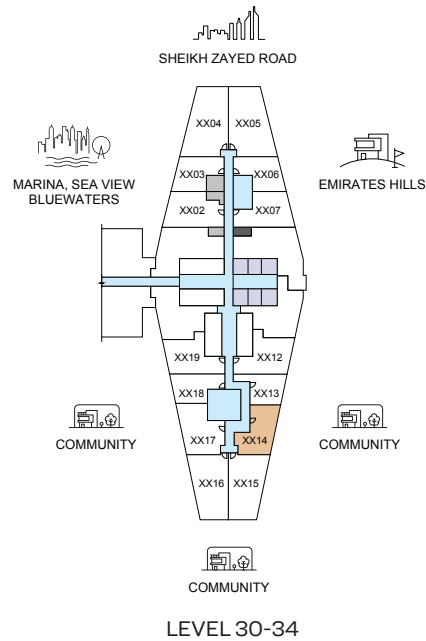 SHEIKH ZAYED ROAD
XX04
XX05
MARINA, SEA VIEW
BLUEWATERS
EMIRATES HILLS
XX03
XX06
XX02
XX07
XX19
XX12
XX18
XX13
COMMUNITY
COMMUNITY
XX17
XX14
XX16
XX15
COMMUNITY
LEVEL 30-34